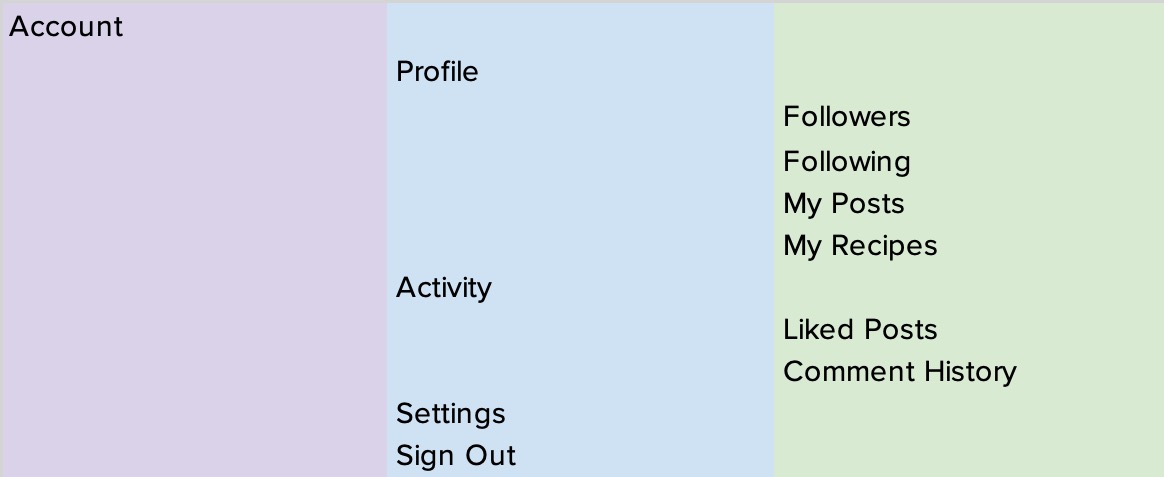 Account
Profile
Followers
Following
My Posts
My Recipes
Activity
Liked Posts
Comment History
Settings
Sign Out